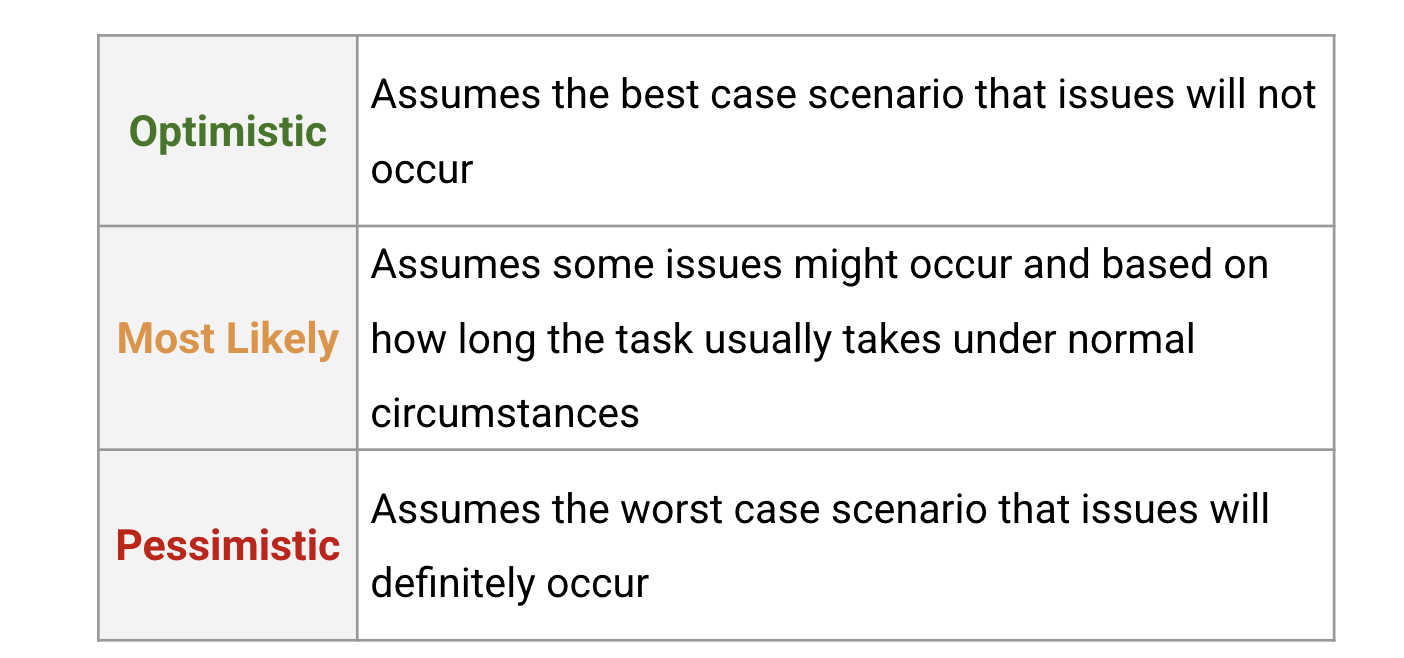 Optimistic
Assumes the best case scenario that issues will not
occur
Most Likely
Assumes some issues might occur and based on
how long the task usually takes under normal
circumstances
Pessimistic
Assumes the worst case scenario that issues will
definitely occur